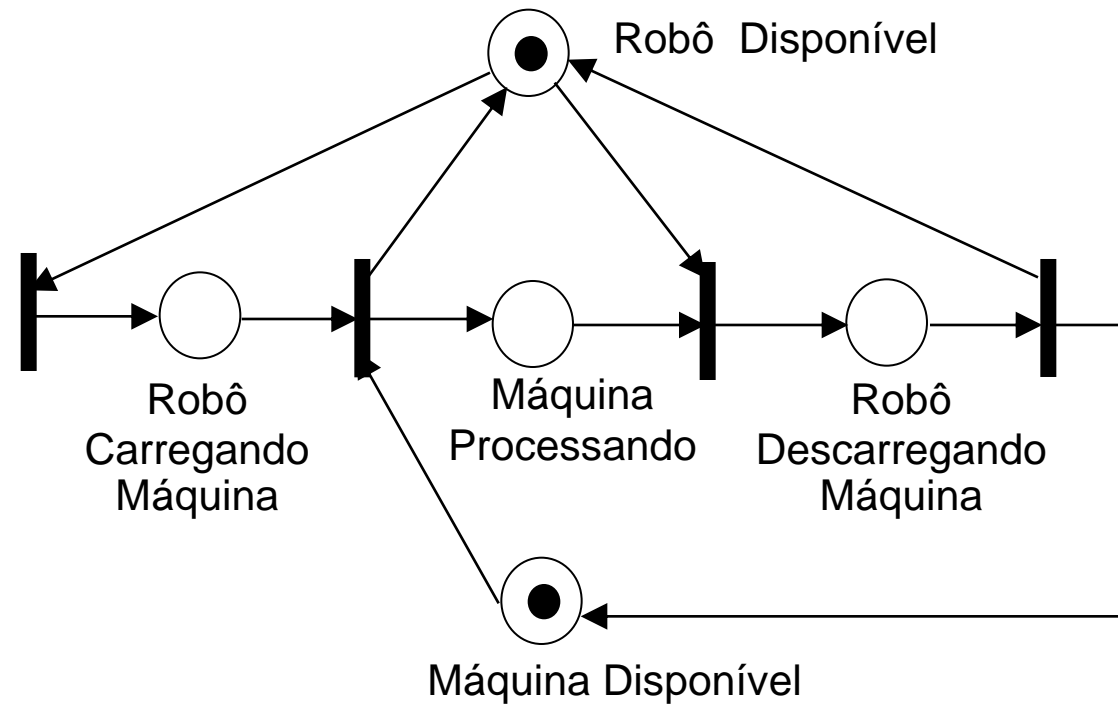 Robô Disponível
Robô
Carregando
Máquina
Máquina
Processando
Robô
Descarregando
Máquina
Máquina Disponível